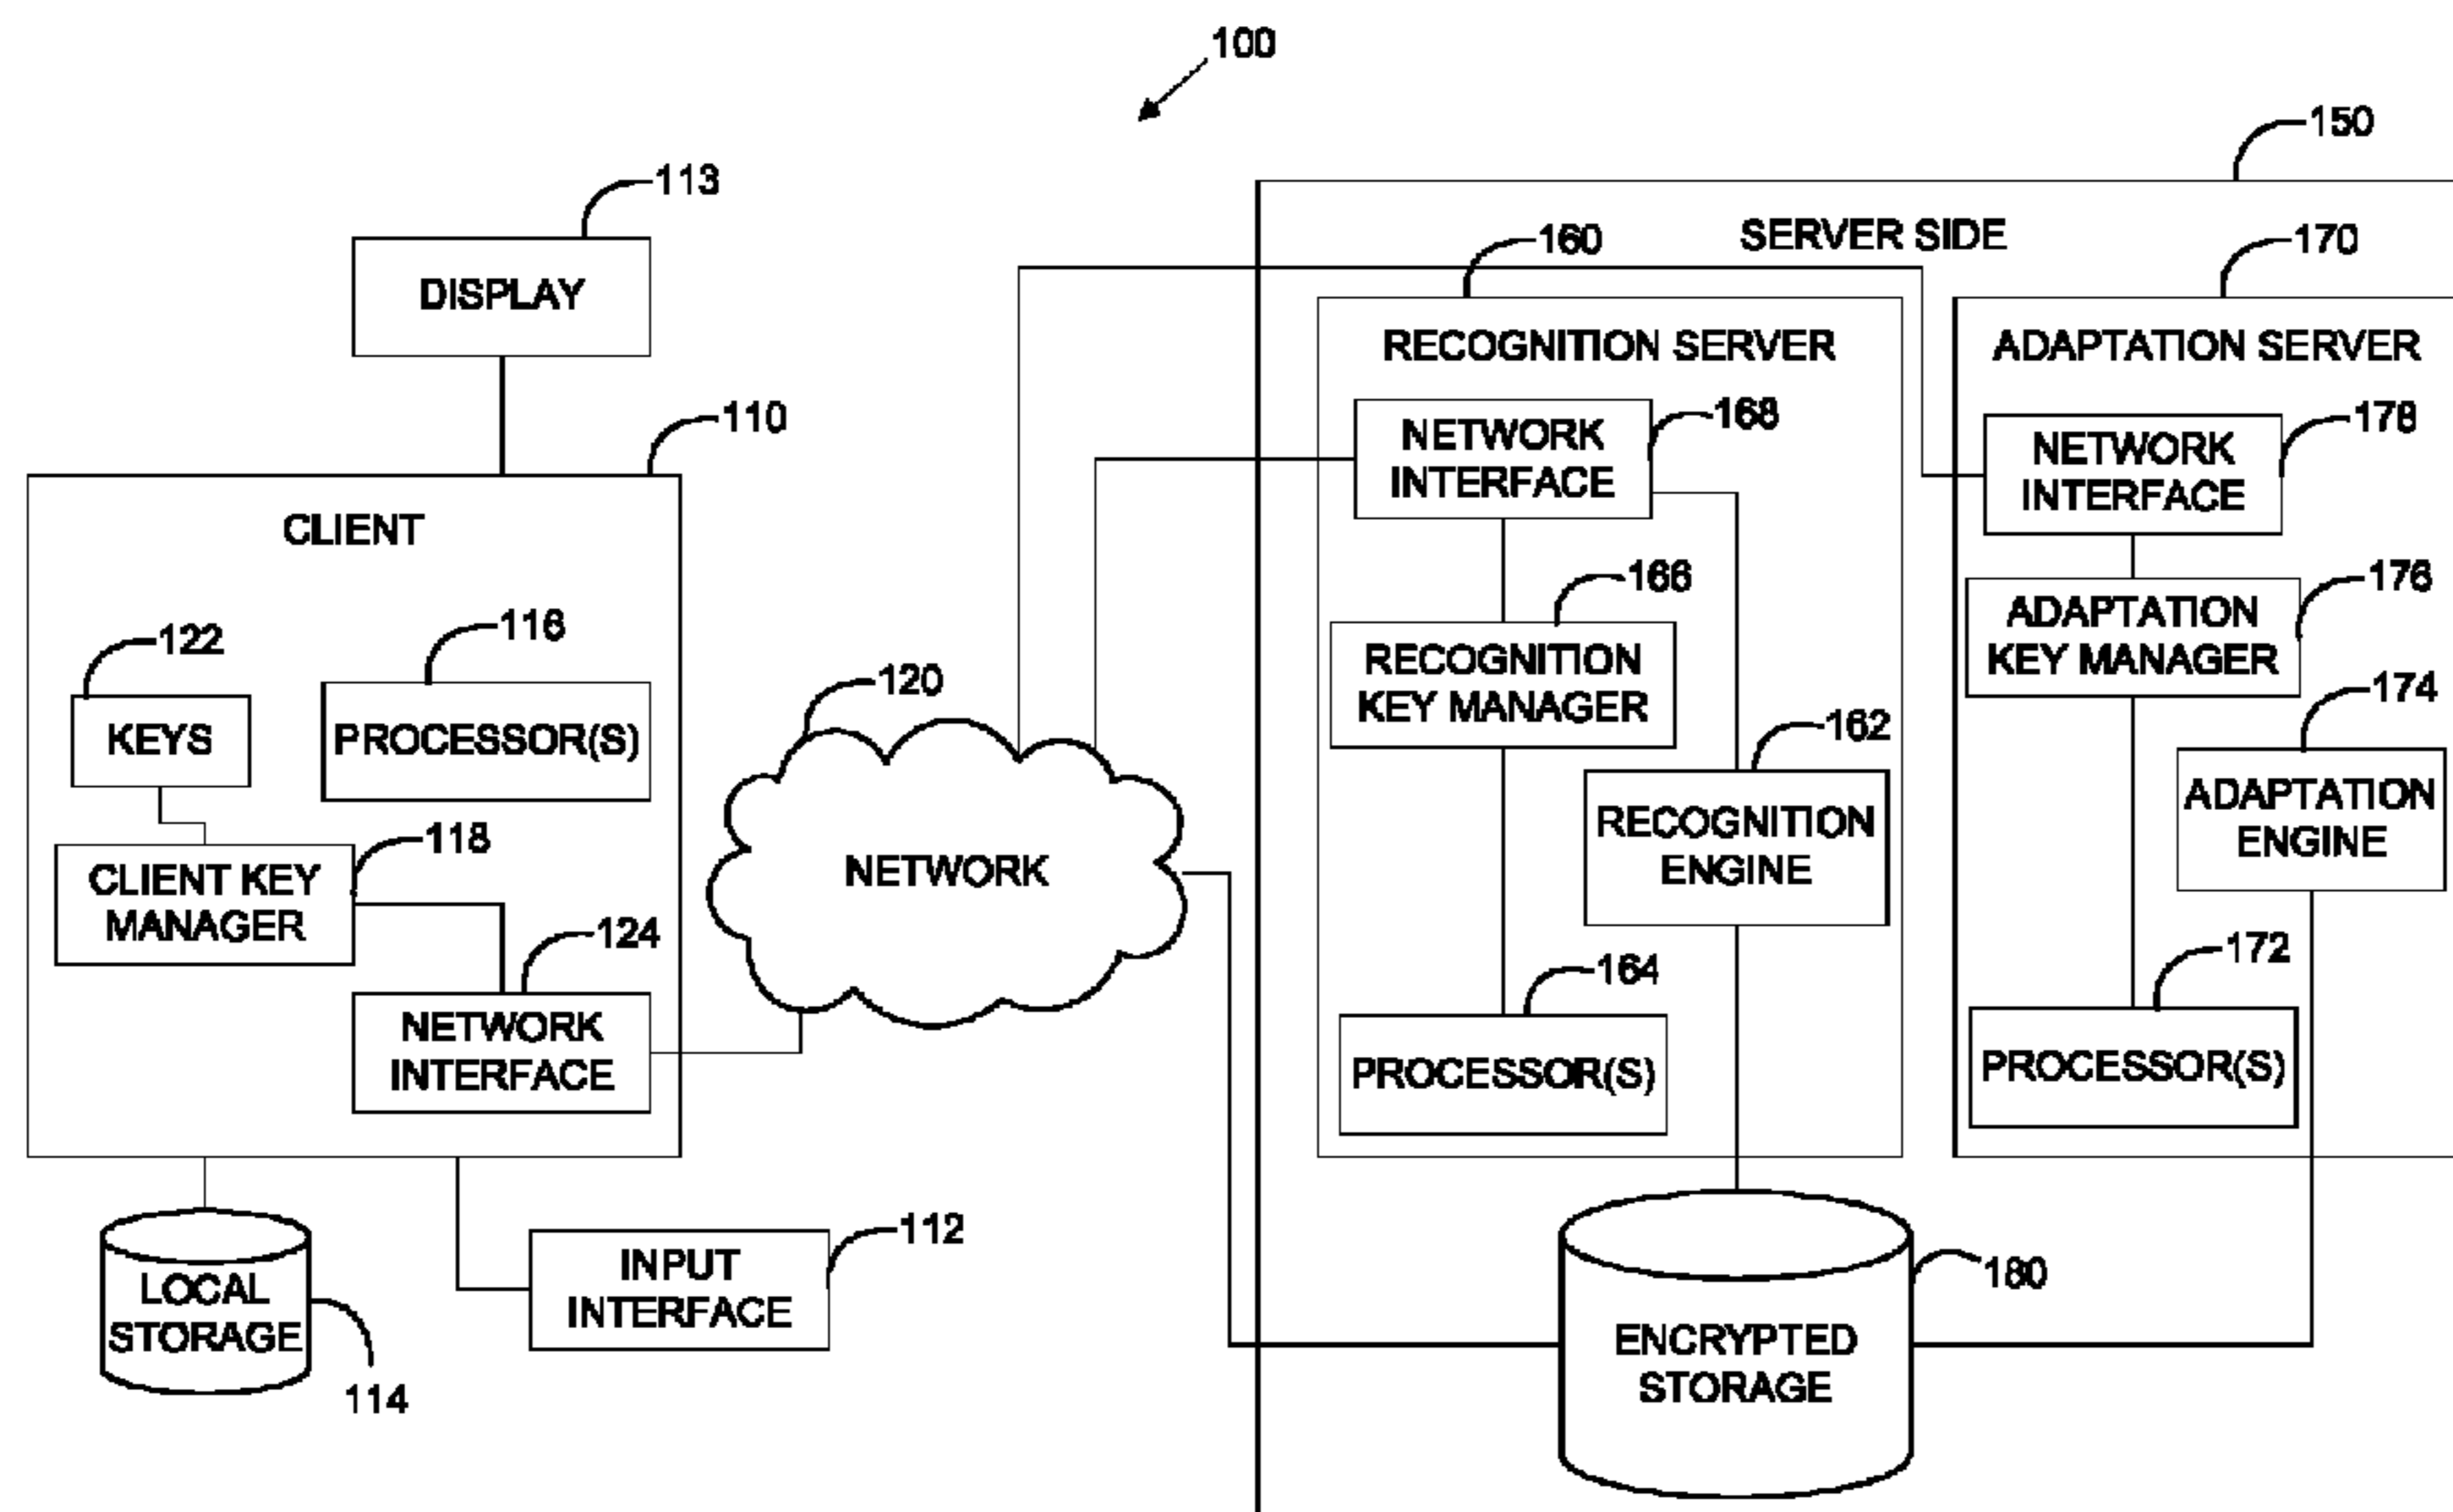 100
150
113
SERVER SIDE
160
170
DISPLAY
RECOGNITION SERVER
ADAPTATION SERVER
110
168
178
NETWORK
INTERFACE
NETWORK
INTERFACE
CLIENT
166
176
122
116
RECOGNITION
KEY MANAGER
ADAPTATION
KEY MANAGER
120
174
KEYS
PROCESSOR(S)
162
118
ADAPTATION
ENGINE
CLIENT KEY
MANAGER
NETWORK
RECOGNITION
ENGINE
124
164
172
NETWORK
INTERFACE
PROCESSOR(S)
PROCESSOR(S)
112
INPUT
INTERFACE
180
LOCAL
STORAGE
114
ENCRYPTED
STORAGE